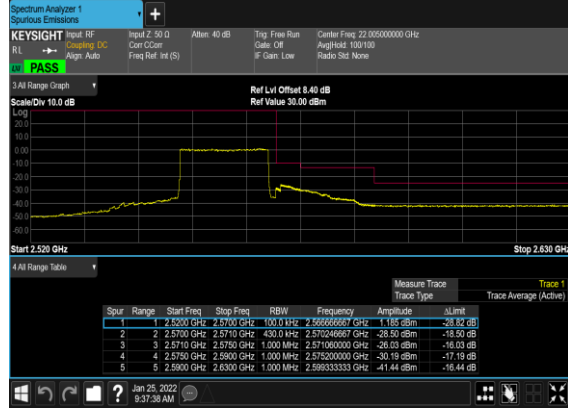 Spectrum Analyzer 1
Spurious Emissions
+
KEYSIGHT Input: RF Input Z: 50 Ω Atten: 40 dB Trig: Free Run Center Freq: 22.005000000 GHz
RL Coupling: DC Corr CCorr Gate: Off Avg|Hold: 100/100
Align: Auto Freq Ref: Int (S) IF Gain: Low Radio Std: None
PASS
3 All Range Graph
Ref Lvl Offset 8.40 dB
Scale/Div 10.0 dB Ref Value 30.00 dBm
Log
20.0
10.0
0.00
-10.0
-20.0
-30.0
-40.0
-50.0
-60.0
Start 2.520 GHz Stop 2.630 GHz
4 All Range Table
Measure Trace Trace 1
Trace Type Trace Average (Active)
Spur Range Start Freq Stop Freq RBW Frequency Amplitude ΔLimit
1 1 2.5200 GHz 2.5700 GHz 100.0 kHz 2.566666667 GHz 1.185 dBm -28.82 dB
2 2 2.5700 GHz 2.5710 GHz 430.0 kHz 2.570246667 GHz -28.50 dBm -18.50 dB
3 3 2.5710 GHz 2.5750 GHz 1.000 MHz 2.571060000 GHz -26.03 dBm -16.03 dB
4 4 2.5750 GHz 2.5900 GHz 1.000 MHz 2.575200000 GHz -30.19 dBm -17.19 dB
5 5 2.5900 GHz 2.6300 GHz 1.000 MHz 2.599333333 GHz -41.44 dBm -16.44 dB
? Jan 25, 2022
9:37:38 AM